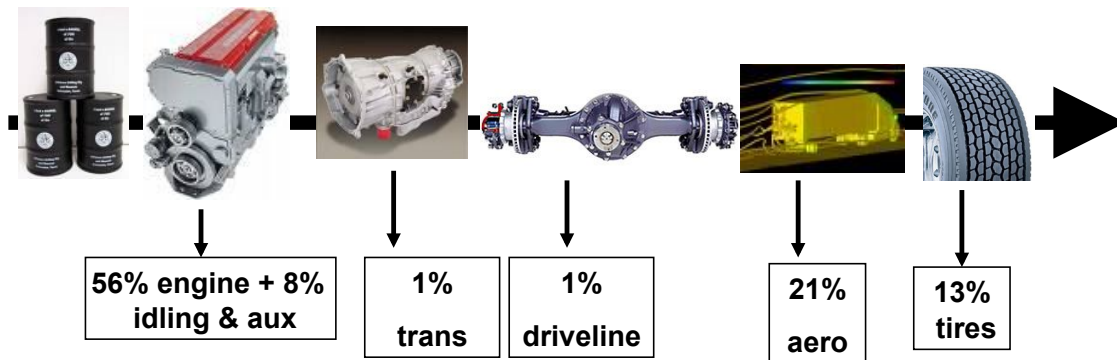 56% engine + 8%
idling & aux
1%
trans
1%
driveline
21%
aero
13%
tires